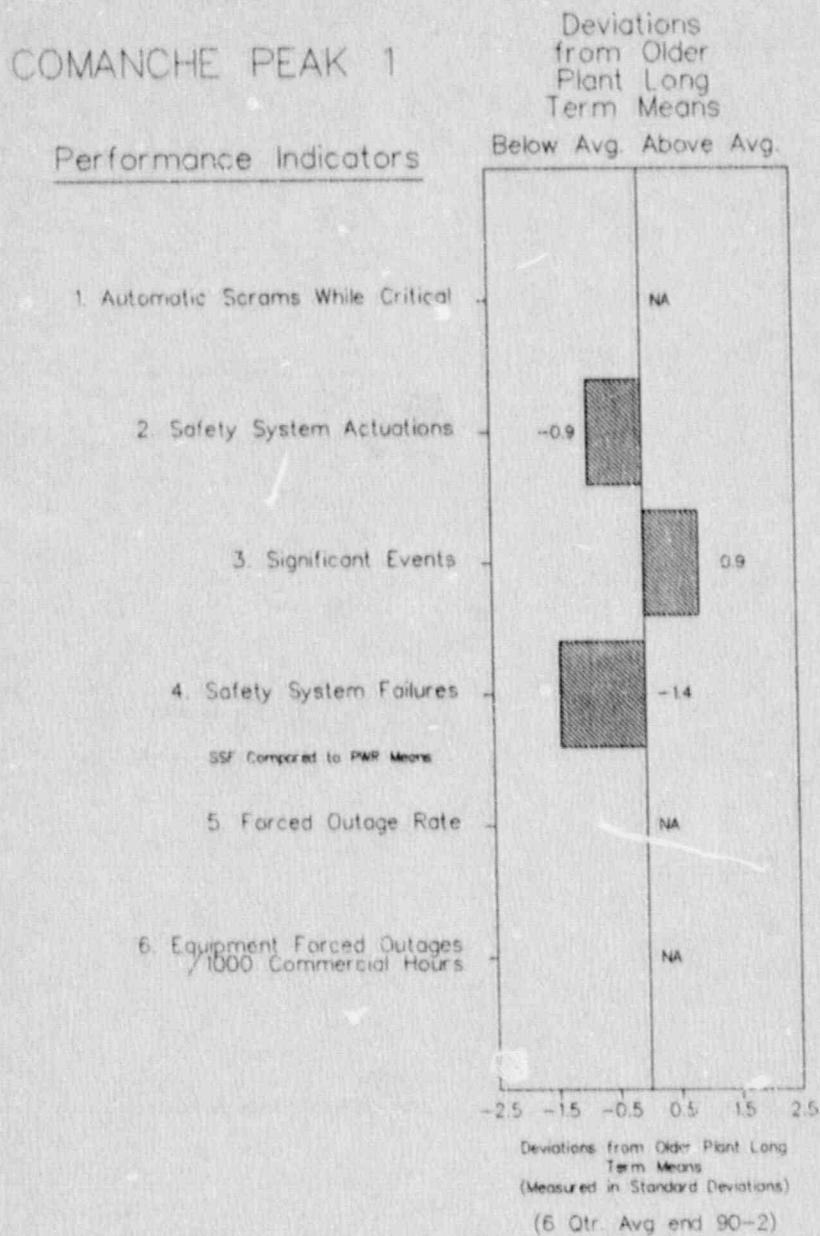 COMANCHE PEAK 1
Performance Indicators
Deviations
from Older
Plant Long
Term Means
Below Avg. Above Avg.
1. Automatic Scrams While Critical
NA
2. Safety System Actuations
-0.9
3. Significant Events
0.9
4. Safety System Failures
-1.4
SSF Compared to PWR Means
5. Forced Outage Rate
NA
6. Equipment Forced Outages
/1000 Commercial Hours
NA
-2.5 -1.5 -0.5 0.5 1.5 2.5
Deviations from Older Plant Long
Term Means
(Measured in Standard Deviations)
(6 Qtr. Avg end 90-2)